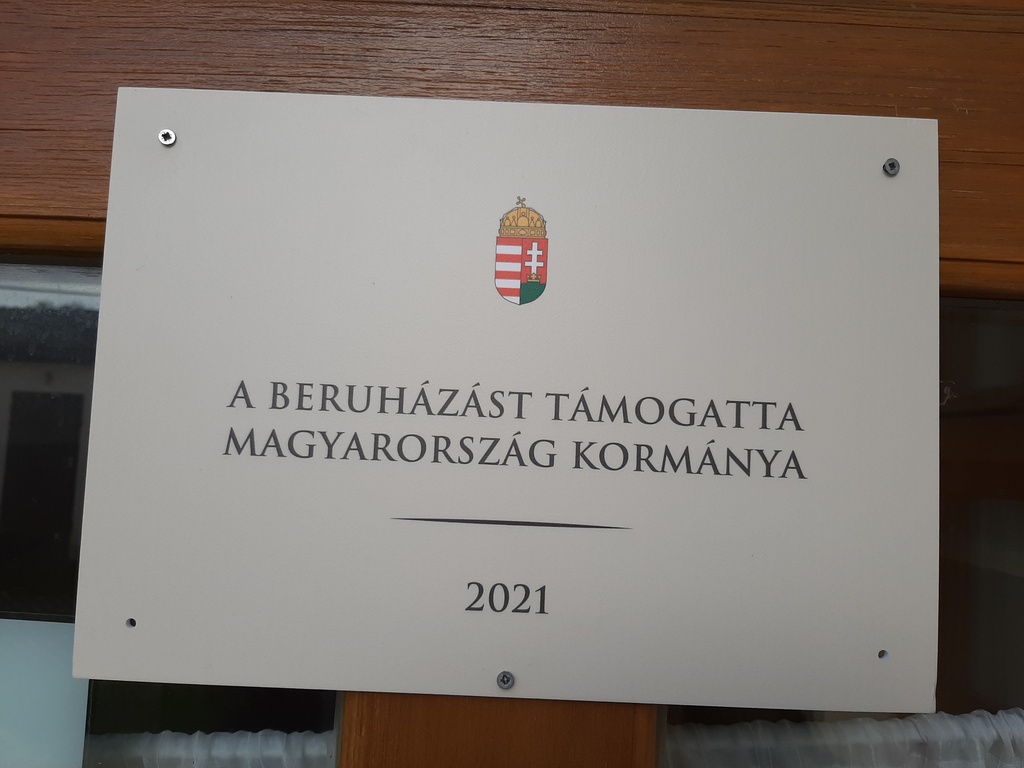 A BERUHÁZÁST TÁMOGATTA
MAGYARORSZÁG KORMÁNYA
2021